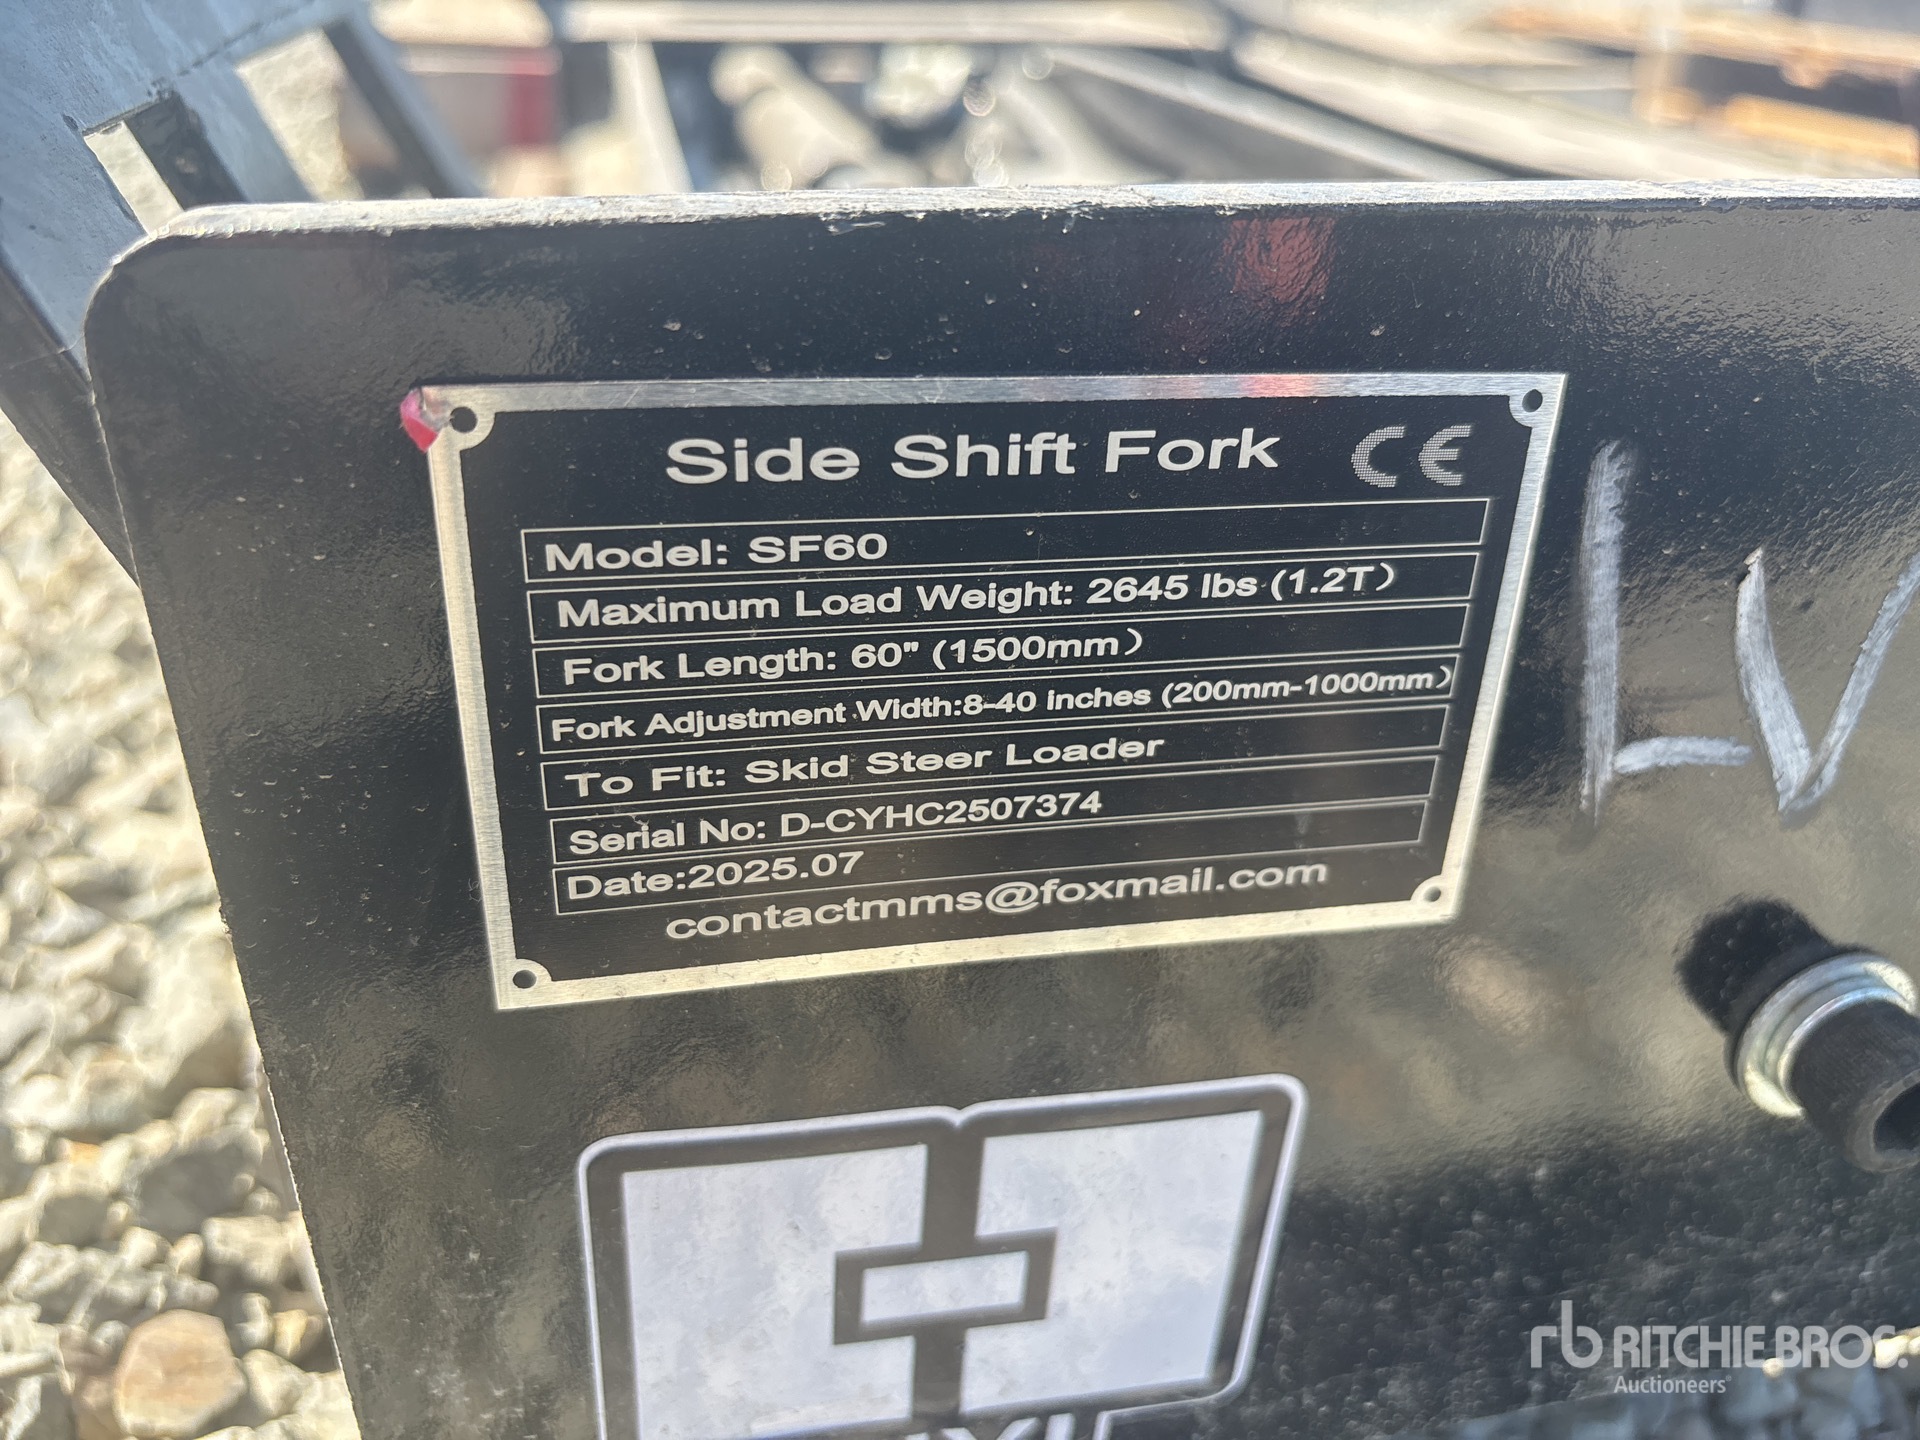 Side Shift Fork CE
Model: SF60
Maximum Load Weight: 2645 lbs (1.2T)
Fork Length: 60" (1500mm)
Fork Adjustment Width:8-40 inches (200mm-1000mm)
To Fit: Skid Steer Loader
Serial No: D-CYHC2507374
Date:2025.07
contactmms@foxmail.com
LV
rb RITCHIE BROS.
Auctioneers